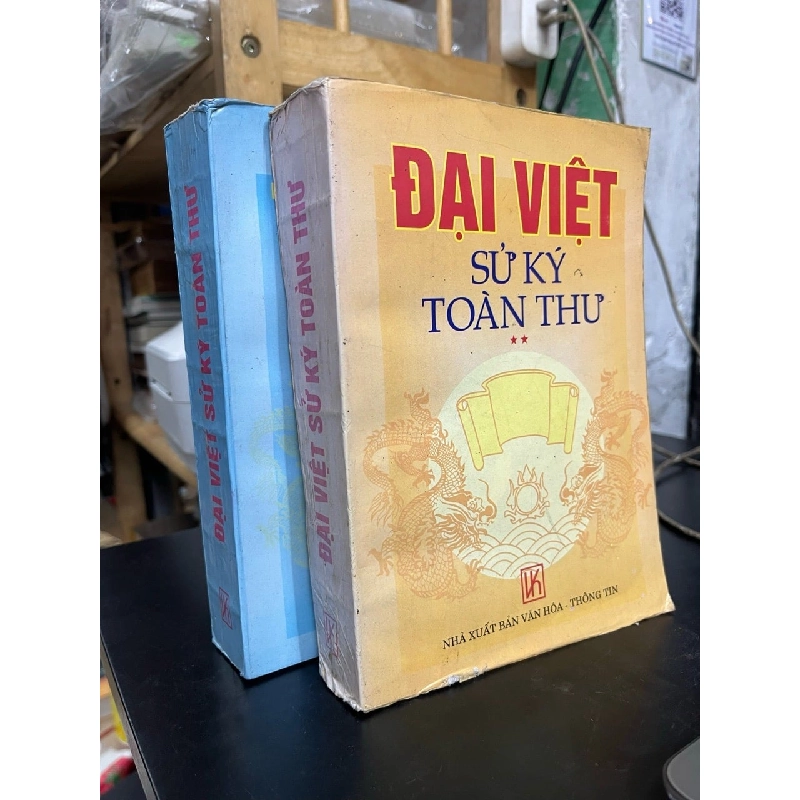 ĐẠI VIỆT SỬ KÝ TOÀN THƯ
ĐẠI VIỆT SỬ KÝ TOÀN THƯ
ĐẠI VIỆT
SỬ KÝ
TOÀN THƯ
**
VK
NHÀ XUẤT BẢN VĂN HÓA - THÔNG TIN